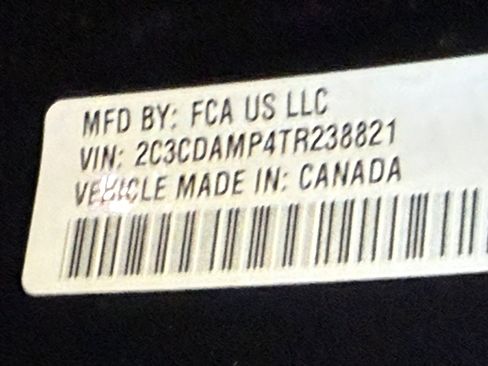 MFD BY: FCA US LLC
VIN: 2C3CDAMP4TR238821
VEHICLE MADE IN: CANADA